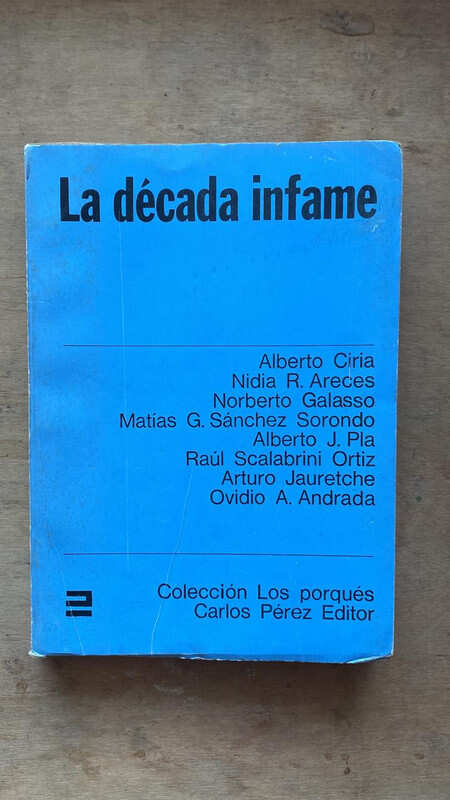 La década infame
Alberto Ciria
Nidia R. Areces
Norberto Galasso
Matías G. Sánchez Sorondo
Alberto J. Pla
Raúl Scalabrini Ortiz
Arturo Jauretche
Ovidio A. Andrada
Colección Los porqués
Carlos Pérez Editor